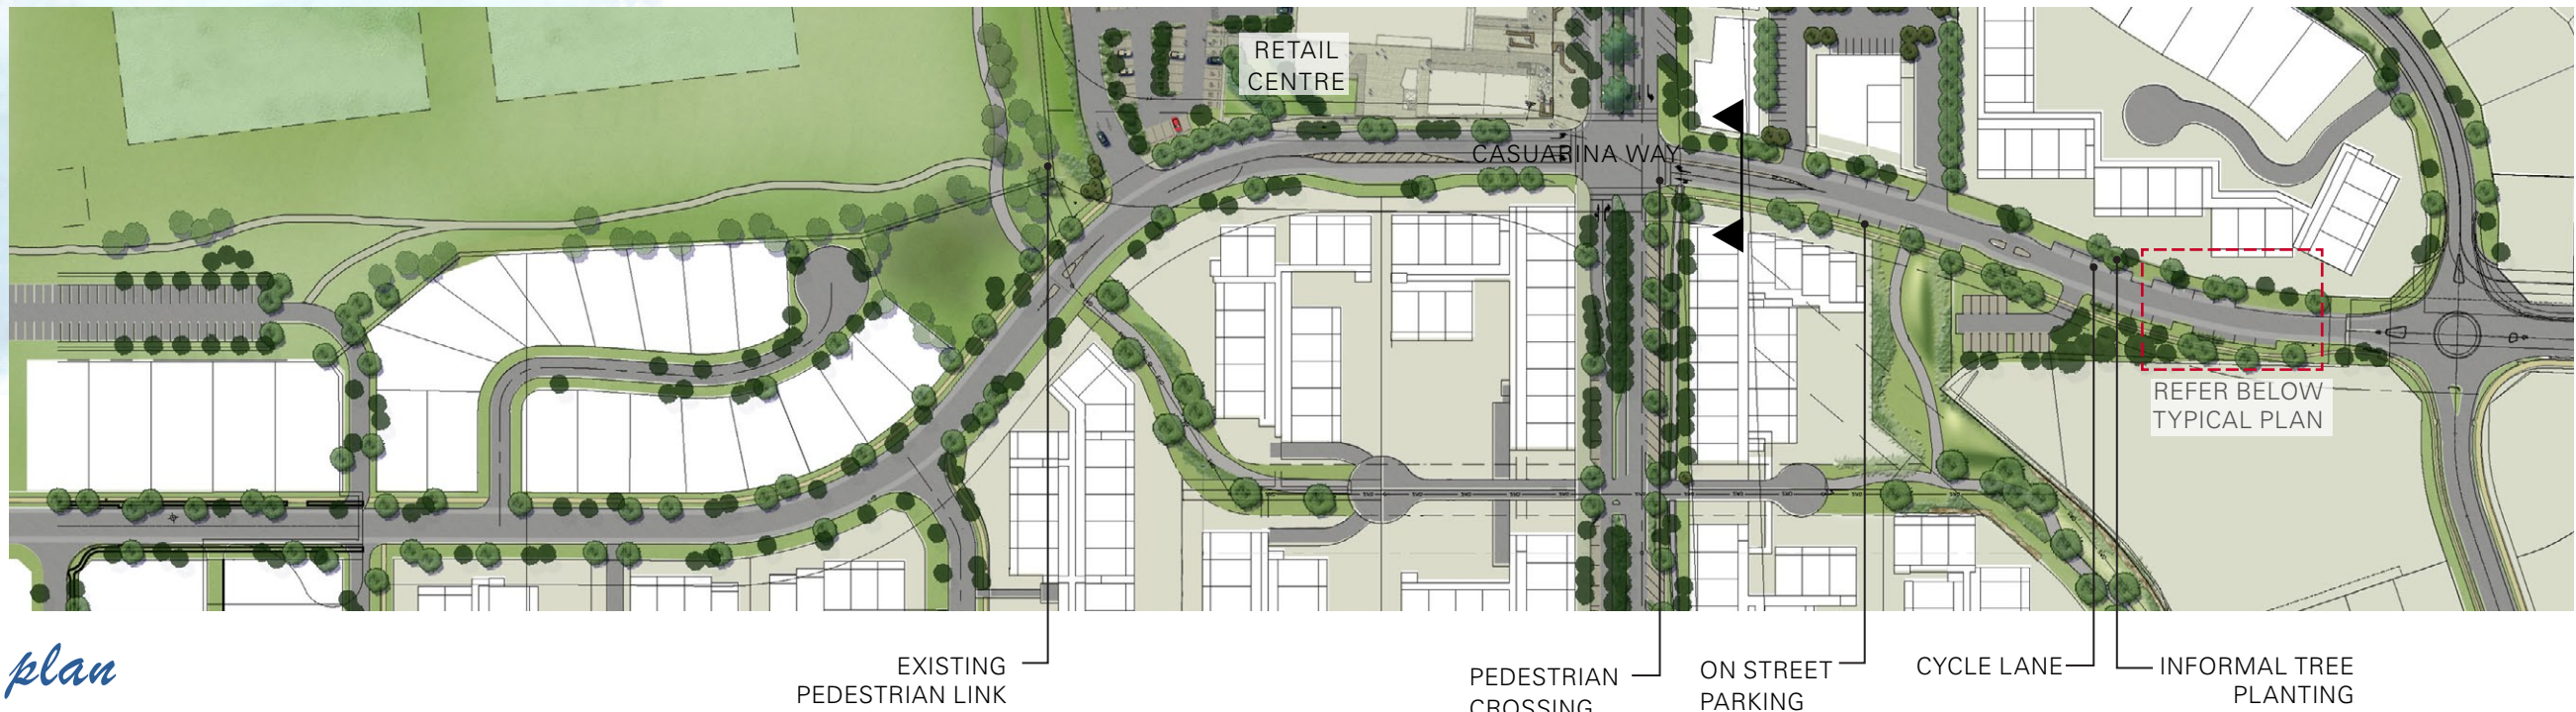 RETAIL
CENTRE
CASUARINA WAY
REFER BELOW
TYPICAL PLAN
plan
EXISTING
PEDESTRIAN LINK
PEDESTRIAN
CROSSING
ON STREET
PARKING
CYCLE LANE
INFORMAL TREE
PLANTING